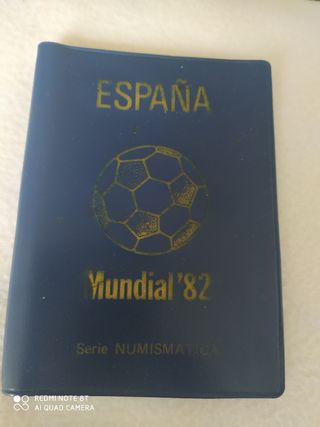 ESPAÑA
Mundial '82
Serie NUMISMATICA
REDMI NOTE 8T
AI QUAD CAMERA